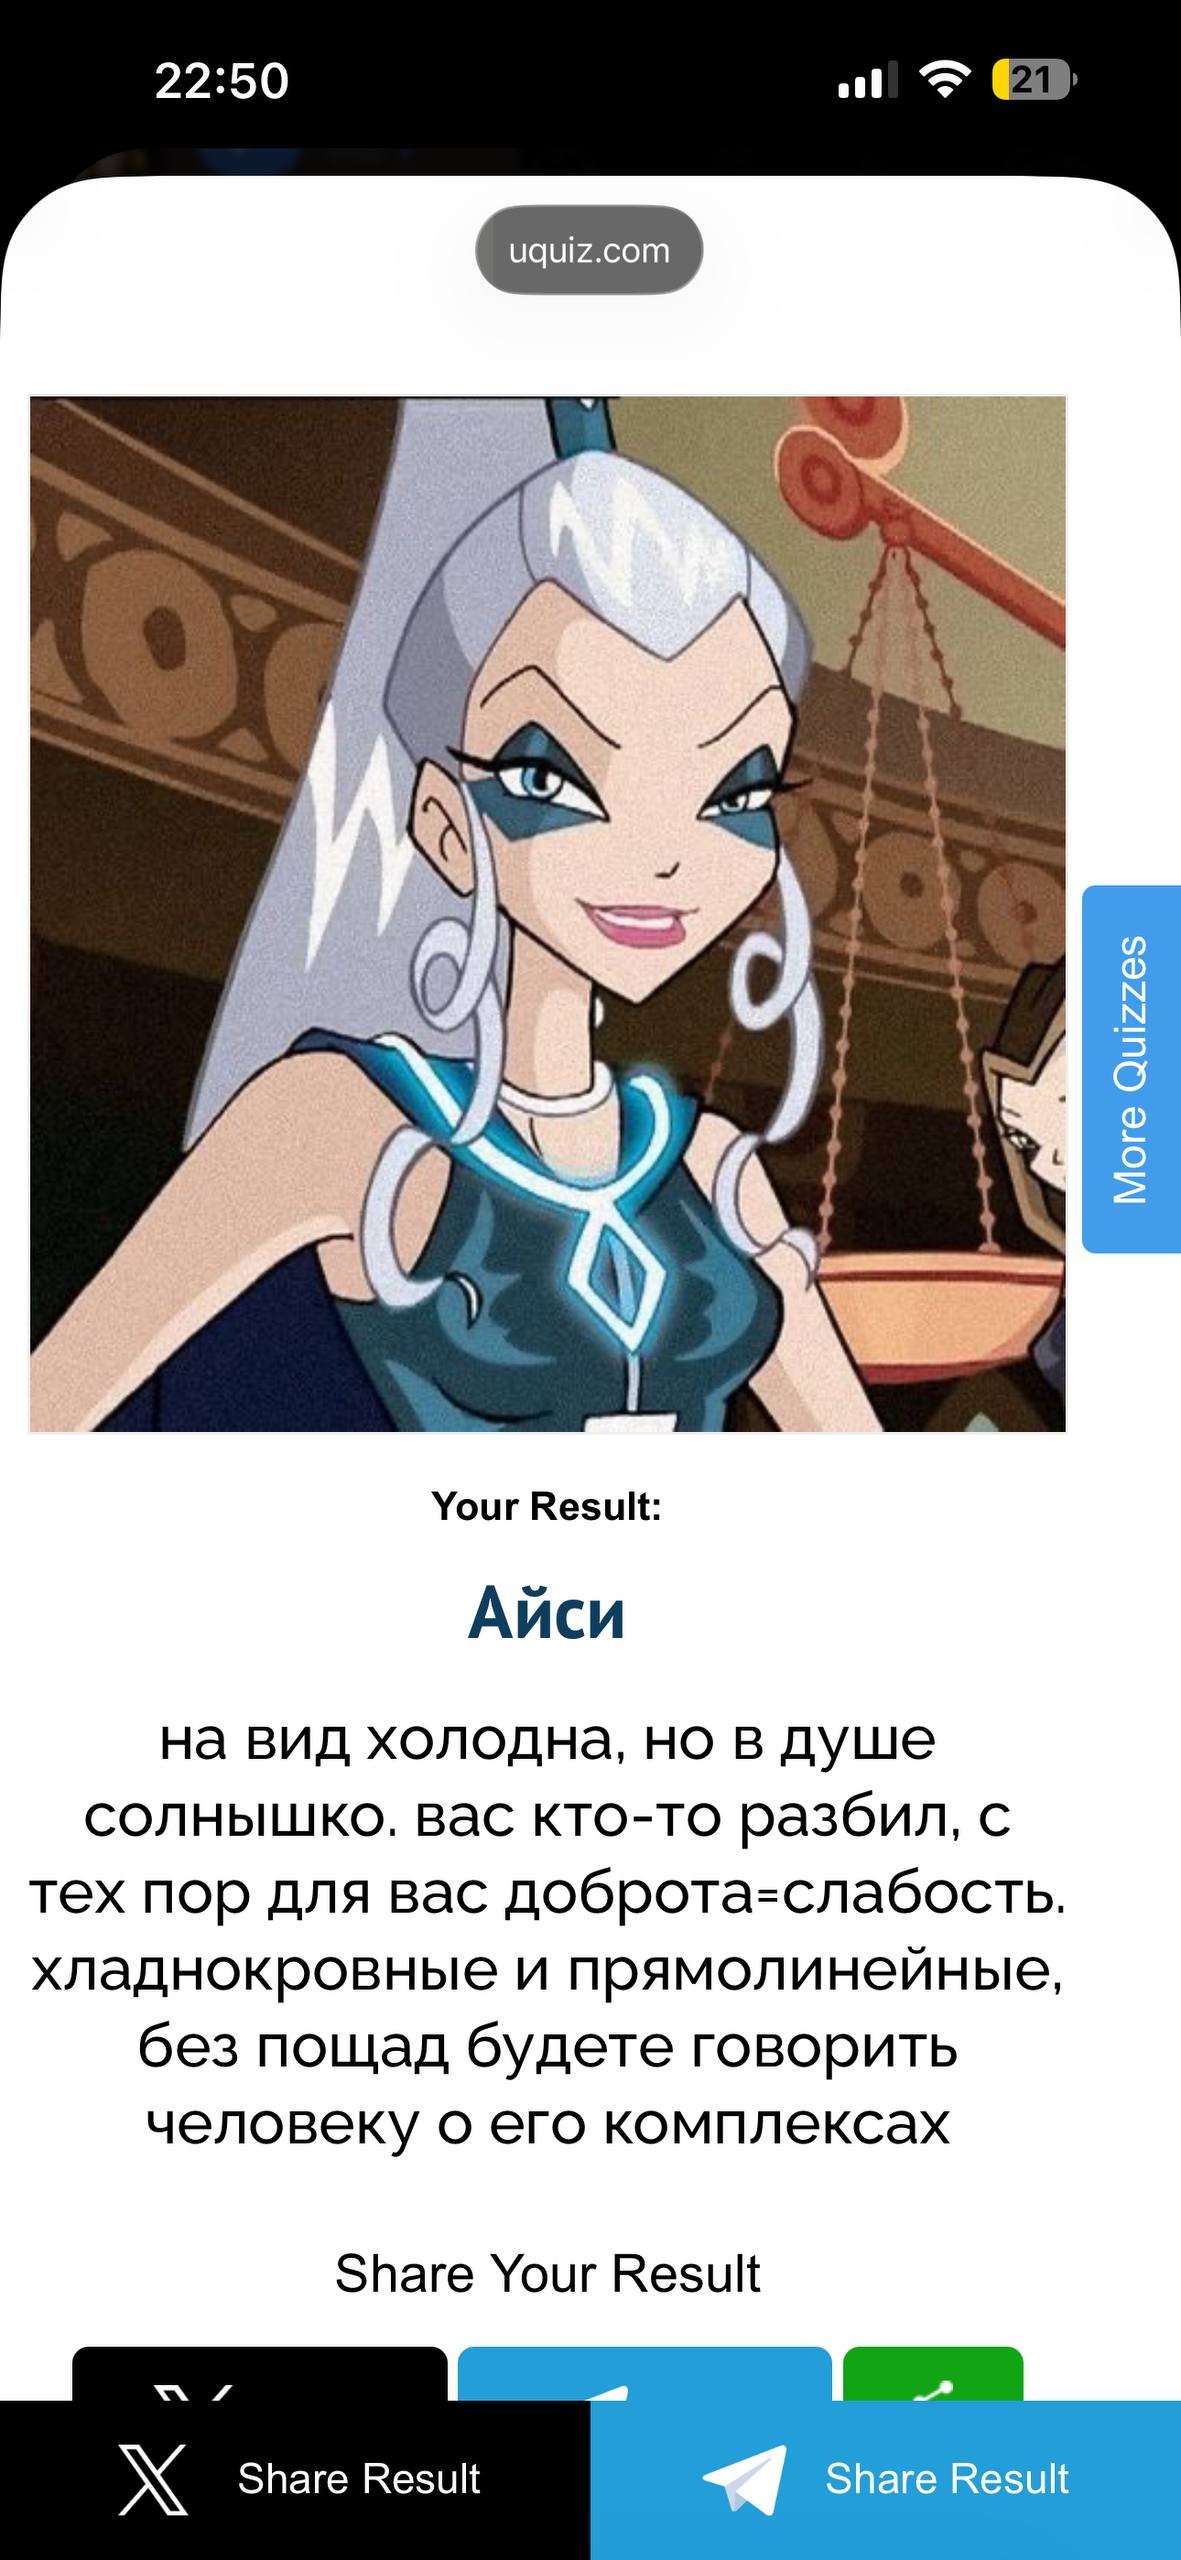 22:50
21
uquiz.com
More Quizzes
Your Result:
Айси
на вид холодна, но в душе
солнышко. вас кто-то разбил, с
тех пор для вас доброта=слабость.
хладнокровные и прямолинейные,
без пощад будете говорить
человеку о его комплексах
Share Your Result
Share Result
Share Result